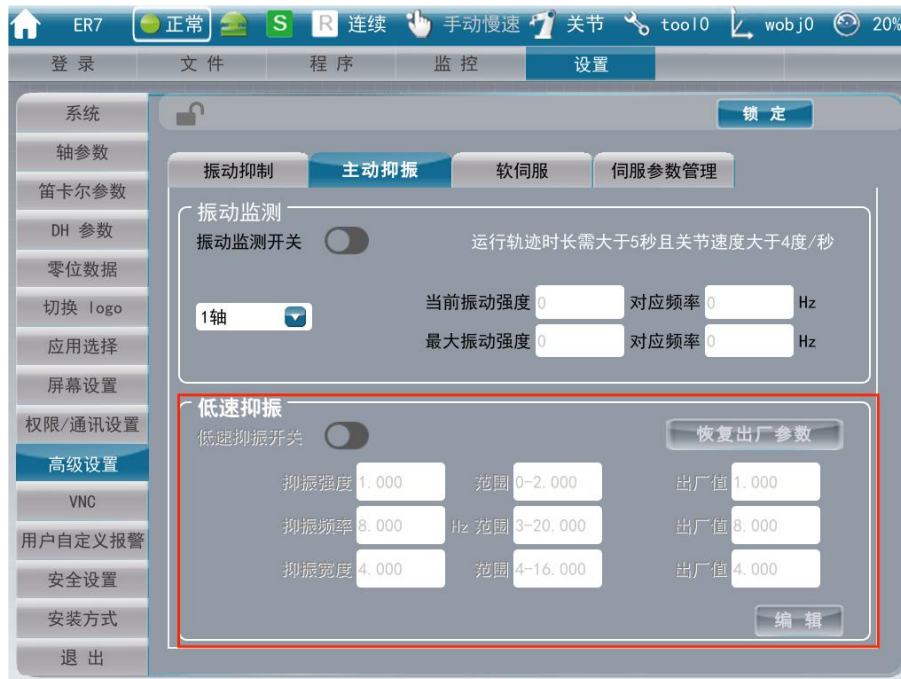 ER7 正常 S R 连续 手动慢速 关节 tool0 wobj0 20%
登录 文件 程序 监控 设置
系统
轴参数
笛卡尔参数
DH 参数
零位数据
切换 logo
应用选择
屏幕设置
权限/通讯设置
高级设置
VNC
用户自定义报警
安全设置
安装方式
退出
锁定
振动抑制 主动抑振 软伺服 伺服参数管理
振动监测
振动监测开关 运行轨迹时长需大于5秒且关节速度大于4度/秒
1轴
当前振动强度 0 对应频率 0 Hz
最大振动强度 0 对应频率 0 Hz
低速抑振
低速抑振开关 恢复出厂参数
抑振强度 1.000 范围 0-2.000 出厂值 1.000
抑振频率 8.000 Hz 范围 3-20.000 出厂值 8.000
抑振宽度 4.000 范围 4-16.000 出厂值 4.000
编辑